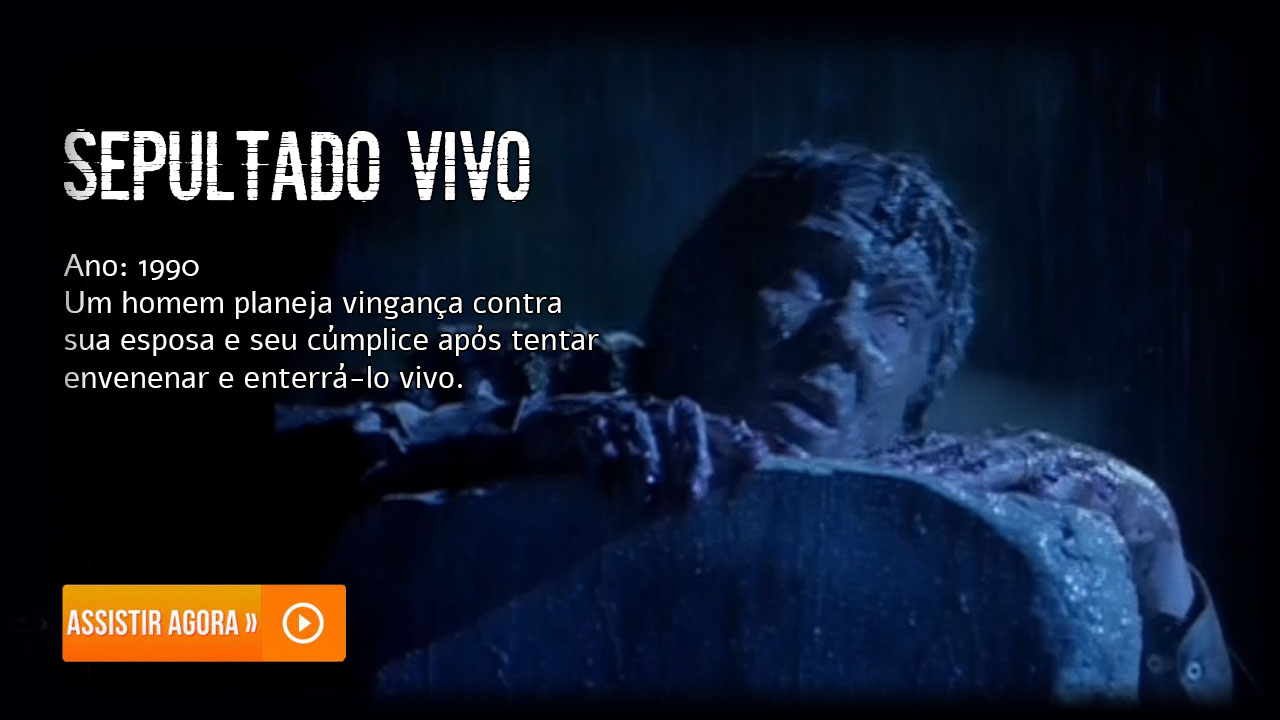 SEPULTADO VIVO
Ano: 1990
Um homem planeja vingança contra
sua esposa e seu cúmplice após tentar
envenenar e enterrá-lo vivo.
ASSISTIR AGORA »